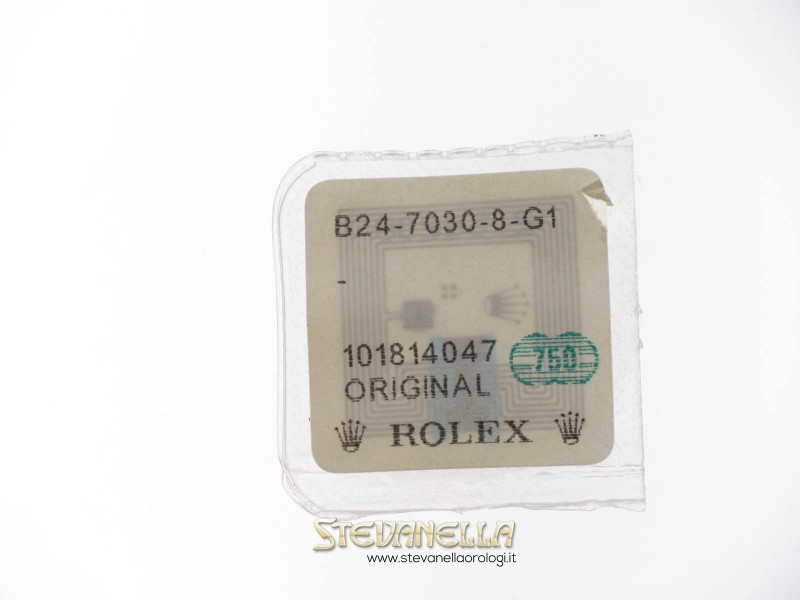 B24-7030-8-G1
-
101814047
750
ORIGINAL
ROLEX
STEVANELLA
www.stevanellaorologi.it